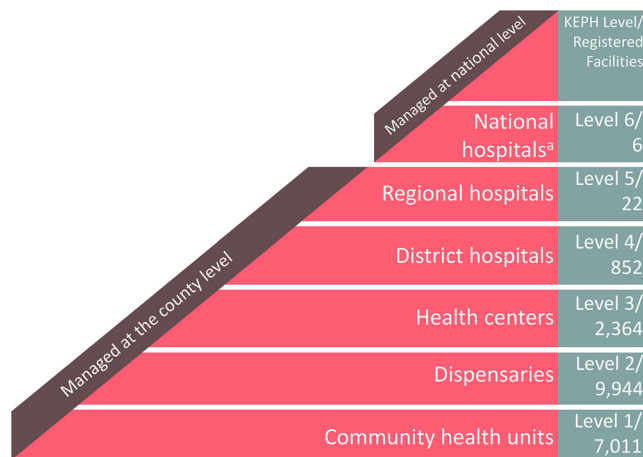 Managed at national level
KEPH Level/
Registered
Facilities
National
hospitalsᵃ
Level 6/
6
Regional hospitals
Level 5/
22
District hospitals
Level 4/
852
Managed at the county level
Health centers
Level 3/
2,364
Dispensaries
Level 2/
9,944
Community health units
Level 1/
7,011